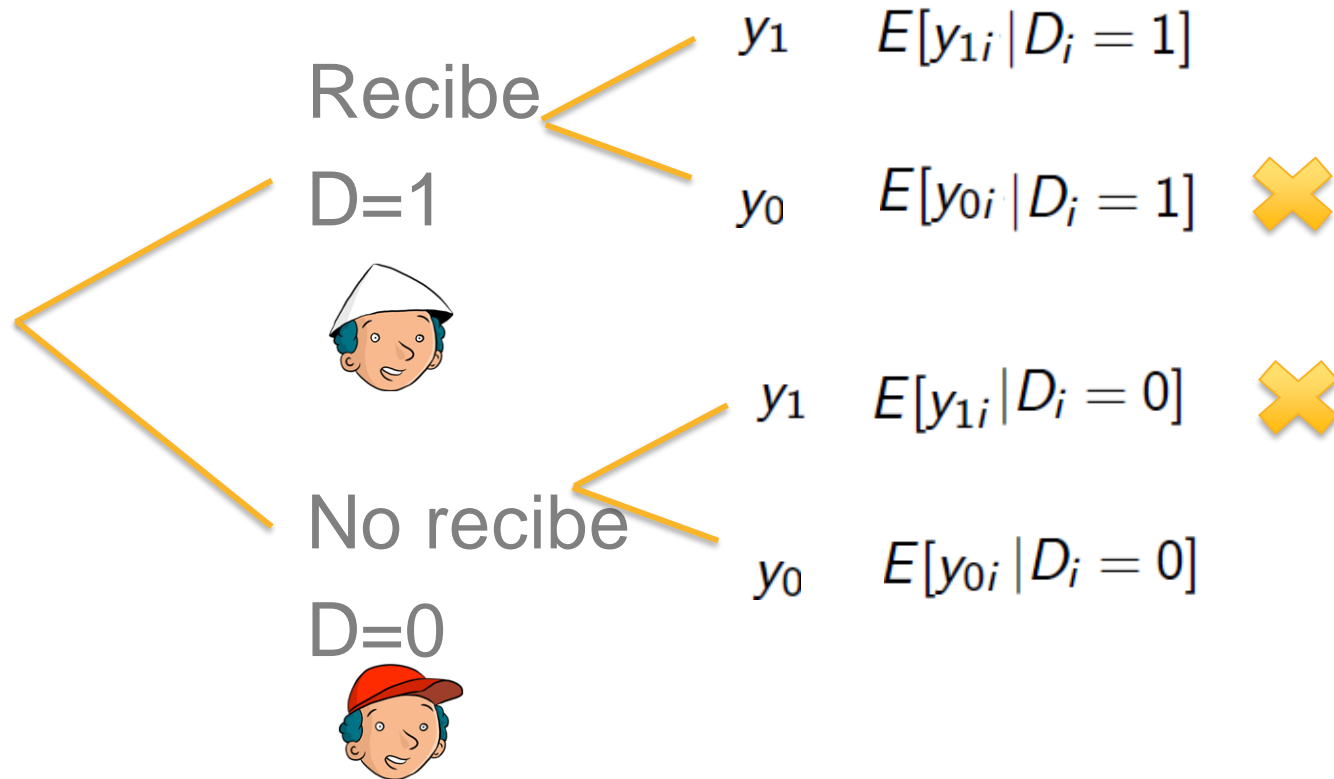 y₁ E[y₁ᵢ | Dᵢ = 1]
Recibe
D=1
y₀ E[y₀ᵢ | Dᵢ = 1]
y₁ E[y₁ᵢ | Dᵢ = 0]
No recibe
D=0
y₀ E[y₀ᵢ | Dᵢ = 0]